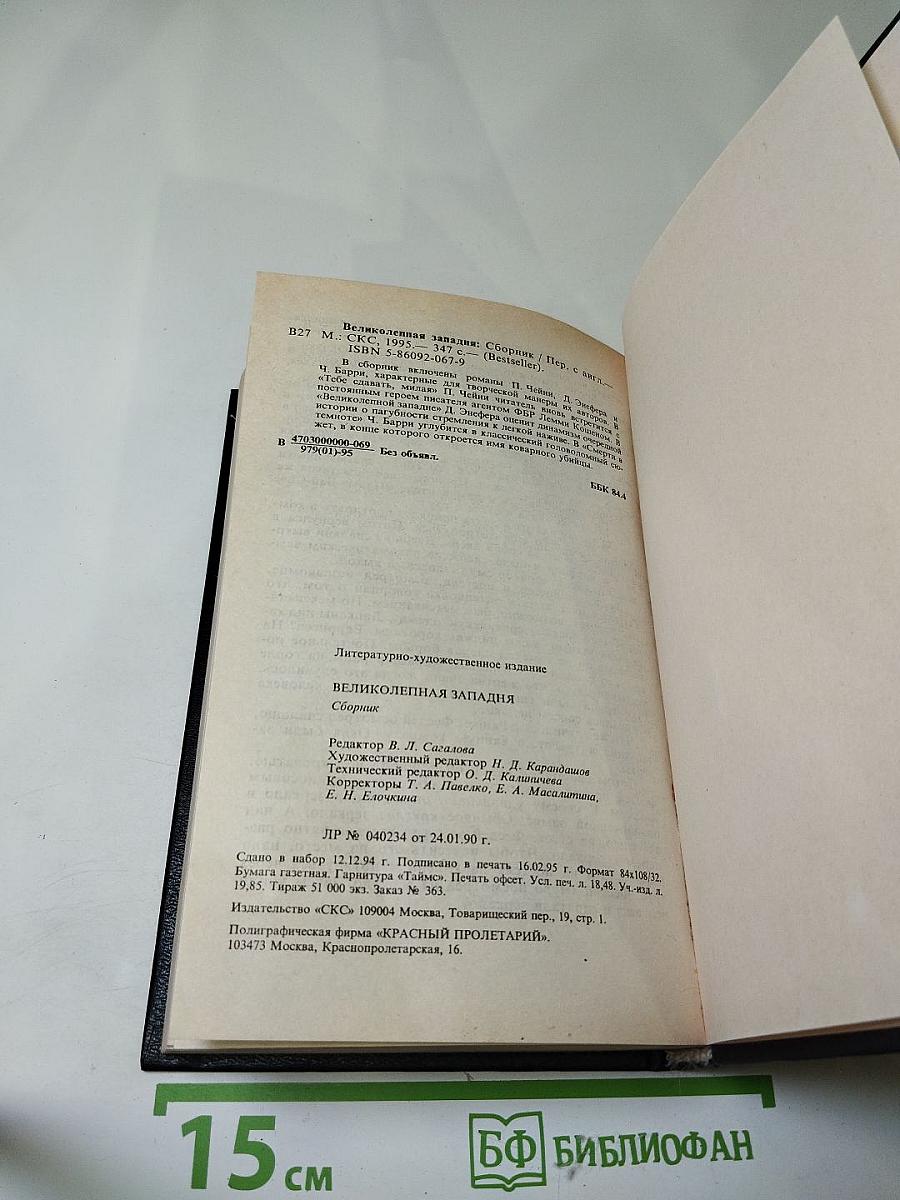 Великолепная западня: Сборник / Пер. с англ.—
В27 М.: СКС, 1995.— 347 с.— (Bestseller).
ISBN 5-86092-067-9
В сборник включены романы П. Чейни, Д. Энефера и
Ч. Барри, характерные для творческой манеры их авторов. В
«Тебе сдавать, милая» П. Чейни читатель вновь встретится с
постоянным героем писателя агентом ФБР Лемми Кошеном. В
«Великолепной западне» Д. Энефера оценит динамизм очередной
истории о пагубности стремления к легкой наживе. В «Смерти в
темноте» Ч. Барри углубится в классический головоломный сю-
жет, в конце которого откроется имя коварного убийцы.
В 4703000000-069
979(01)-95 Без объявл.
ББК 84.4
Литературно-художественное издание
ВЕЛИКОЛЕПНАЯ ЗАПАДНЯ
Сборник
Редактор В. Л. Сагалова
Художественный редактор Н. Д. Карандашов
Технический редактор О. Д. Калиничева
Корректоры Т. А. Павелко, Е. А. Масалитина,
Е. Н. Елочкина
ЛР № 040234 от 24.01.90 г.
Сдано в набор 12.12.94 г. Подписано в печать 16.02.95 г. Формат 84х108/32.
Бумага газетная. Гарнитура «Таймс». Печать офсет. Усл. печ. л. 18,48. Уч.-изд. л.
19,85. Тираж 51 000 экз. Заказ № 363.
Издательство «СКС» 109004 Москва, Товарищеский пер., 19, стр. 1.
Полиграфическая фирма «КРАСНЫЙ ПРОЛЕТАРИЙ».
103473 Москва, Краснопролетарская, 16.
15 см
БФ БИБЛИОФАН